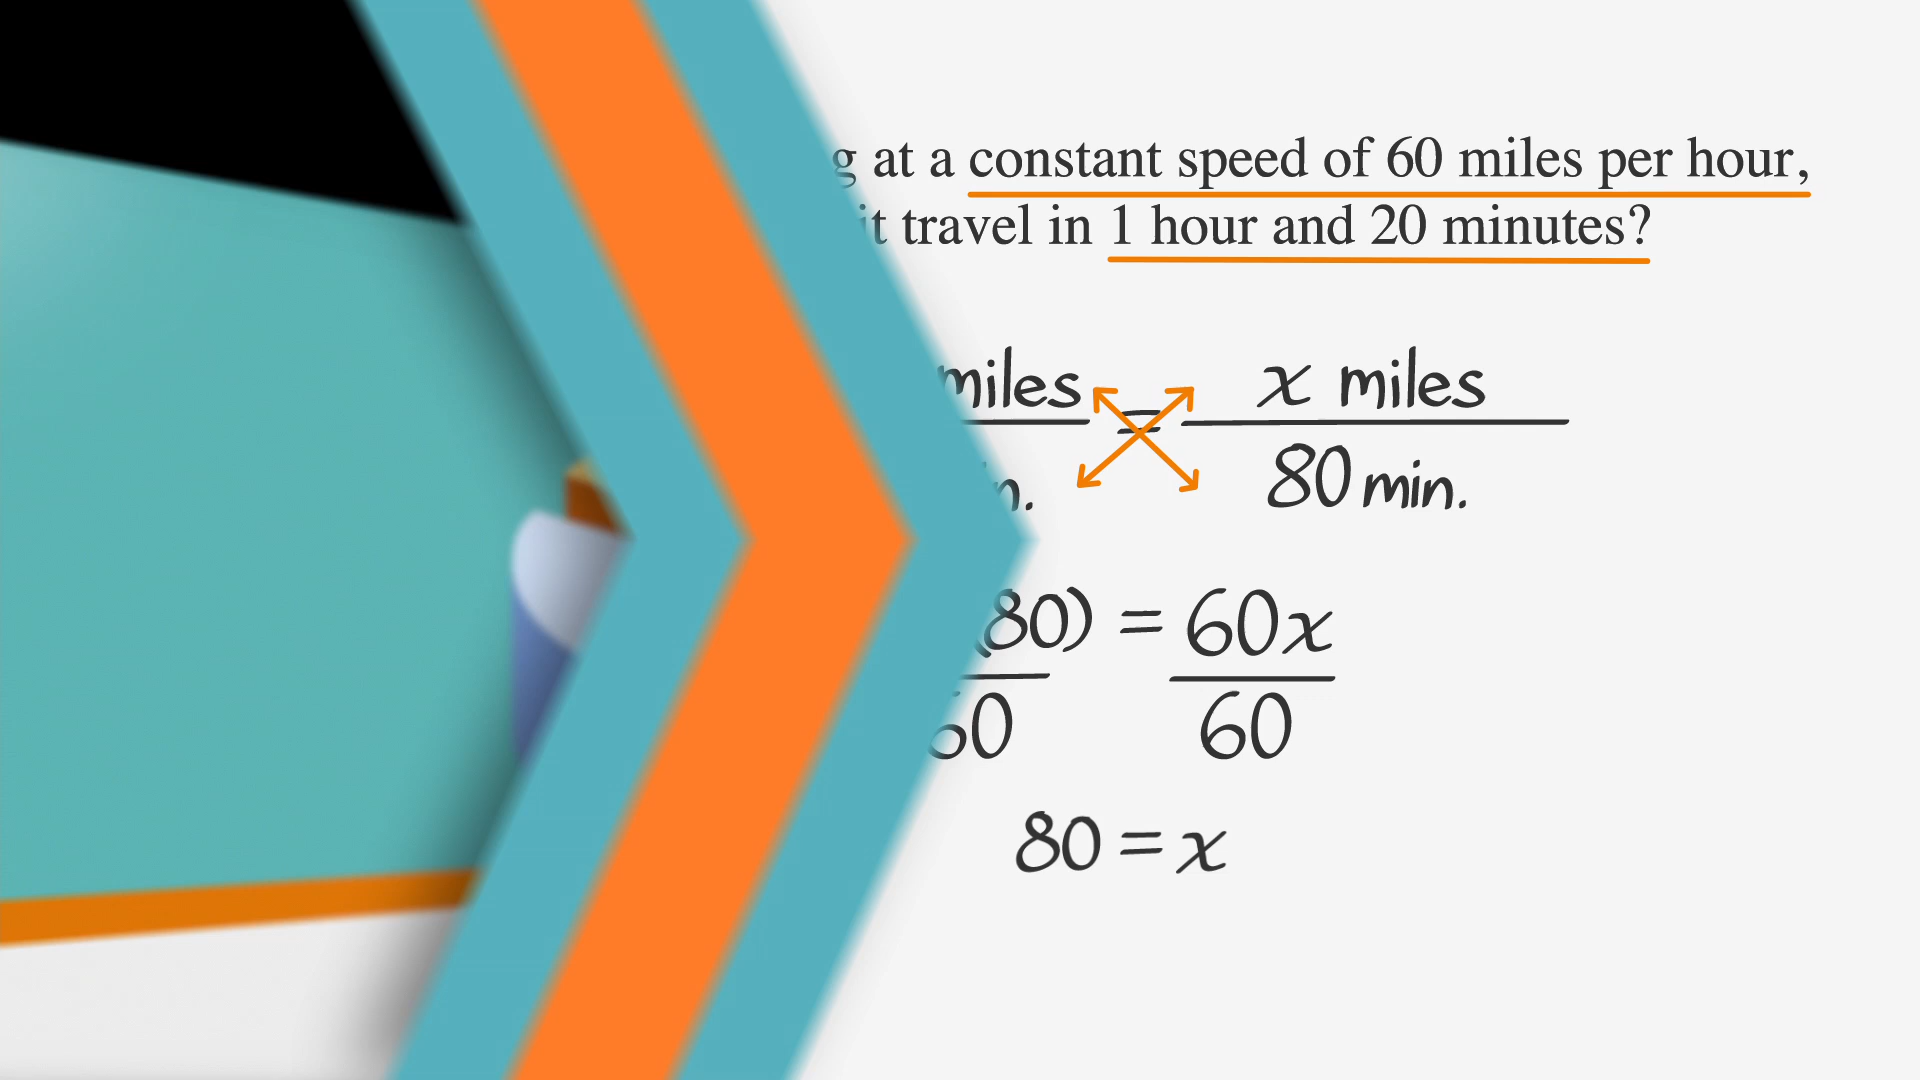 at a constant speed of 60 miles per hour,
it travel in 1 hour and 20 minutes?
miles = x miles
80 min.
(80) = 60x
60 60
80 = x